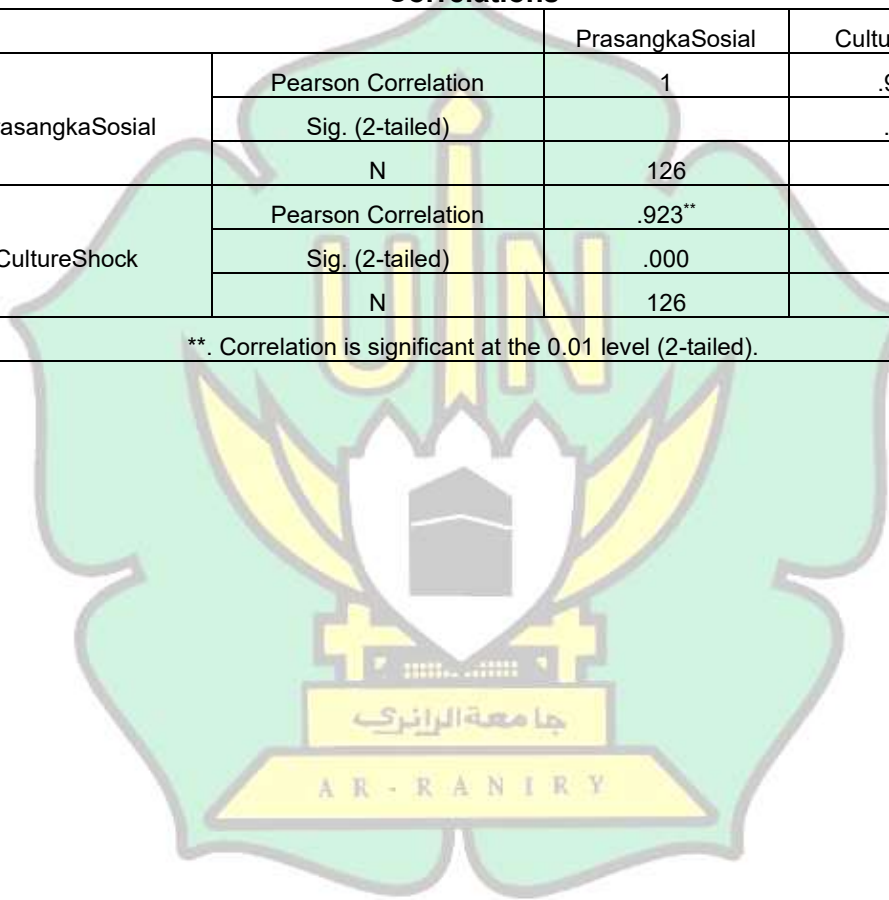 PrasangkaSosial
Pearson Correlation 1
Sig. (2-tailed)
N 126
Pearson Correlation .923**
CultureShock Sig. (2-tailed) .000
N 126
**. Correlation is significant at the 0.01 level (2-tailed).
UIN
جامعة الرانري
AR-RANIRY